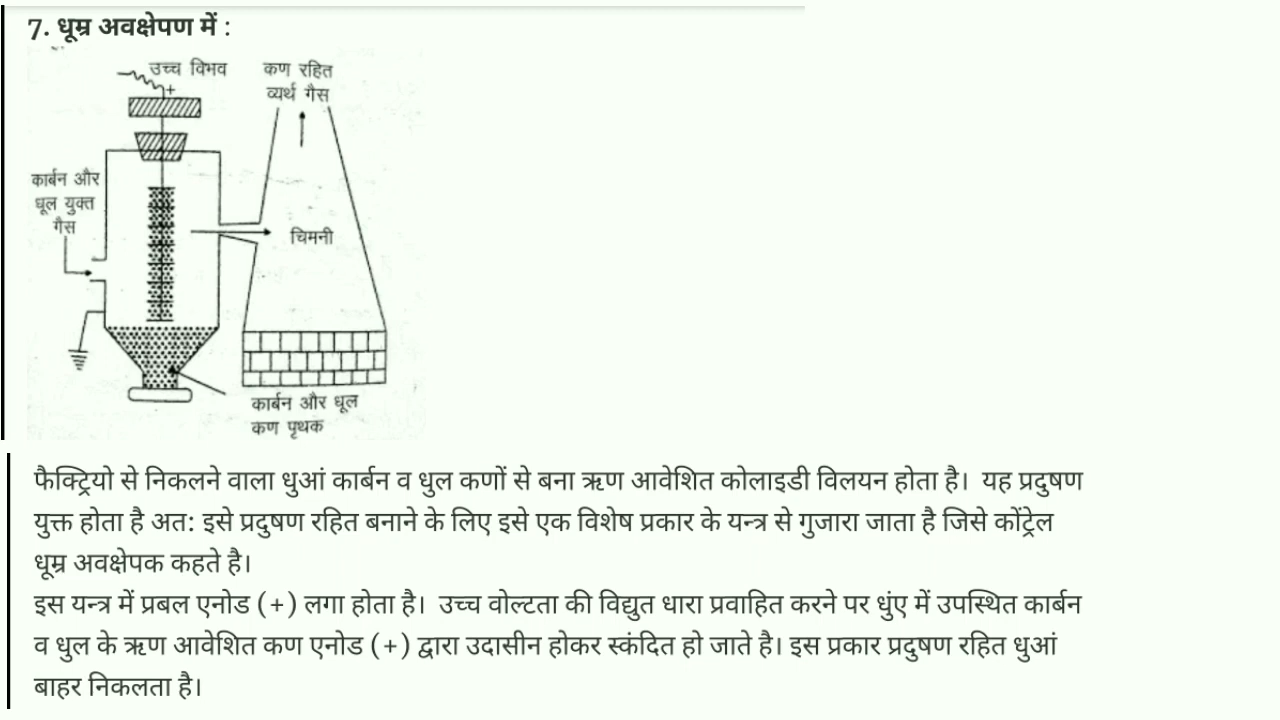 7. धूम्र अवक्षेपण में :
उच्च विभव
+
कण रहित
व्यर्थ गैस
कार्बन और
धूल युक्त
गैस
चिमनी
कार्बन और धूल
कण पृथक
फैक्ट्रियो से निकलने वाला धुआं कार्बन व धुल कणों से बना ऋण आवेशित कोलाइडी विलयन होता है। यह प्रदुषण
युक्त होता है अत: इसे प्रदुषण रहित बनाने के लिए इसे एक विशेष प्रकार के यन्त्र से गुजारा जाता है जिसे कोंट्रेल
धूम्र अवक्षेपक कहते है।
इस यन्त्र में प्रबल एनोड (+) लगा होता है। उच्च वोल्टता की विद्युत धारा प्रवाहित करने पर धुंए में उपस्थित कार्बन
व धुल के ऋण आवेशित कण एनोड (+) द्वारा उदासीन होकर स्कंदित हो जाते है। इस प्रकार प्रदुषण रहित धुआं
बाहर निकलता है।